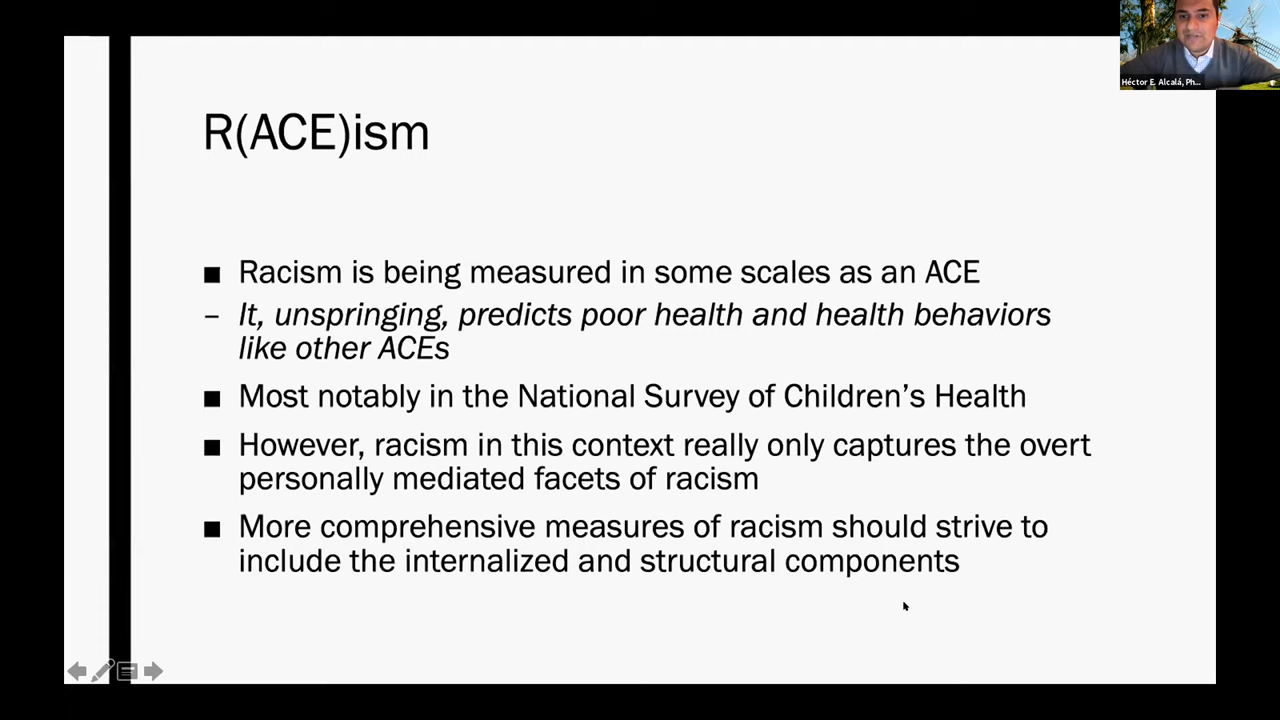 Héctor E. Alcalá, Ph...
R(ACE)ism
■ Racism is being measured in some scales as an ACE
– It, unspringing, predicts poor health and health behaviors
like other ACEs
■ Most notably in the National Survey of Children’s Health
■ However, racism in this context really only captures the overt
personally mediated facets of racism
■ More comprehensive measures of racism should strive to
include the internalized and structural components